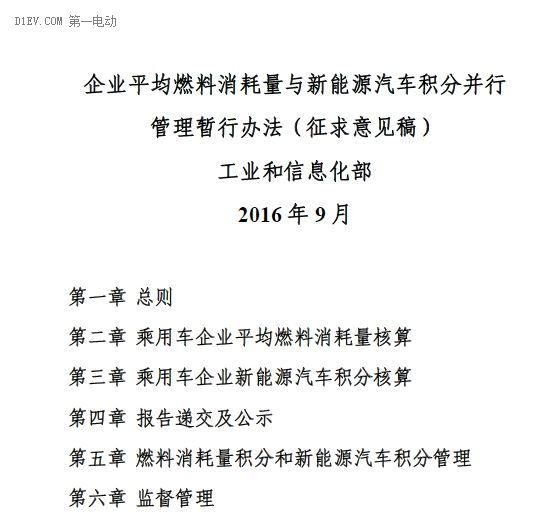 D1EV.COM 第一电动
企业平均燃料消耗量与新能源汽车积分并行
管理暂行办法（征求意见稿）
工业和信息化部
2016 年 9 月
第一章 总则
第二章 乘用车企业平均燃料消耗量核算
第三章 乘用车企业新能源汽车积分核算
第四章 报告递交及公示
第五章 燃料消耗量积分和新能源汽车积分管理
第六章 监督管理